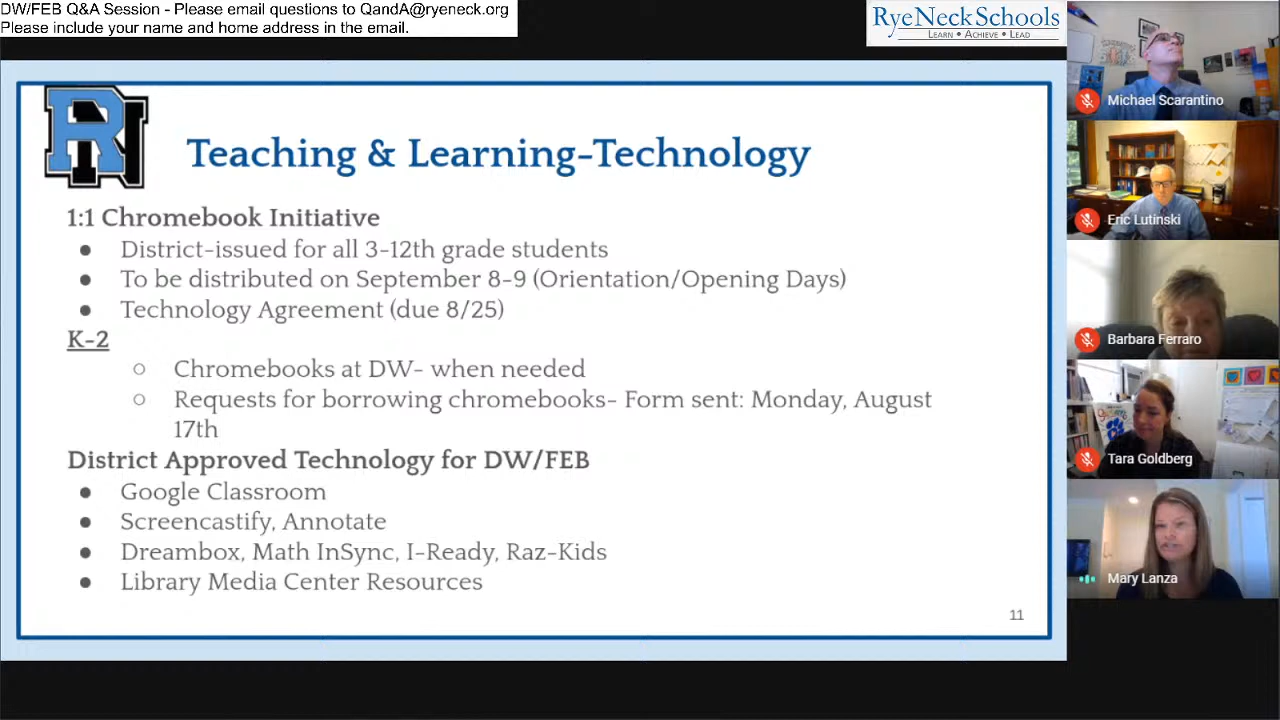 DW/FEB Q&A Session - Please email questions to QandA@ryeneck.org
Please include your name and home address in the email.
RyeNeckSchools
LEARN • ACHIEVE • LEAD
RN
Teaching & Learning-Technology
1:1 Chromebook Initiative
● District-issued for all 3-12th grade students
● To be distributed on September 8-9 (Orientation/Opening Days)
● Technology Agreement (due 8/25)
K-2
○ Chromebooks at DW- when needed
○ Requests for borrowing chromebooks- Form sent: Monday, August
17th
District Approved Technology for DW/FEB
● Google Classroom
● Screencastify, Annotate
● Dreambox, Math InSync, I-Ready, Raz-Kids
● Library Media Center Resources
11
Michael Scarantino
Eric Lutinski
Barbara Ferraro
Tara Goldberg
Mary Lanza